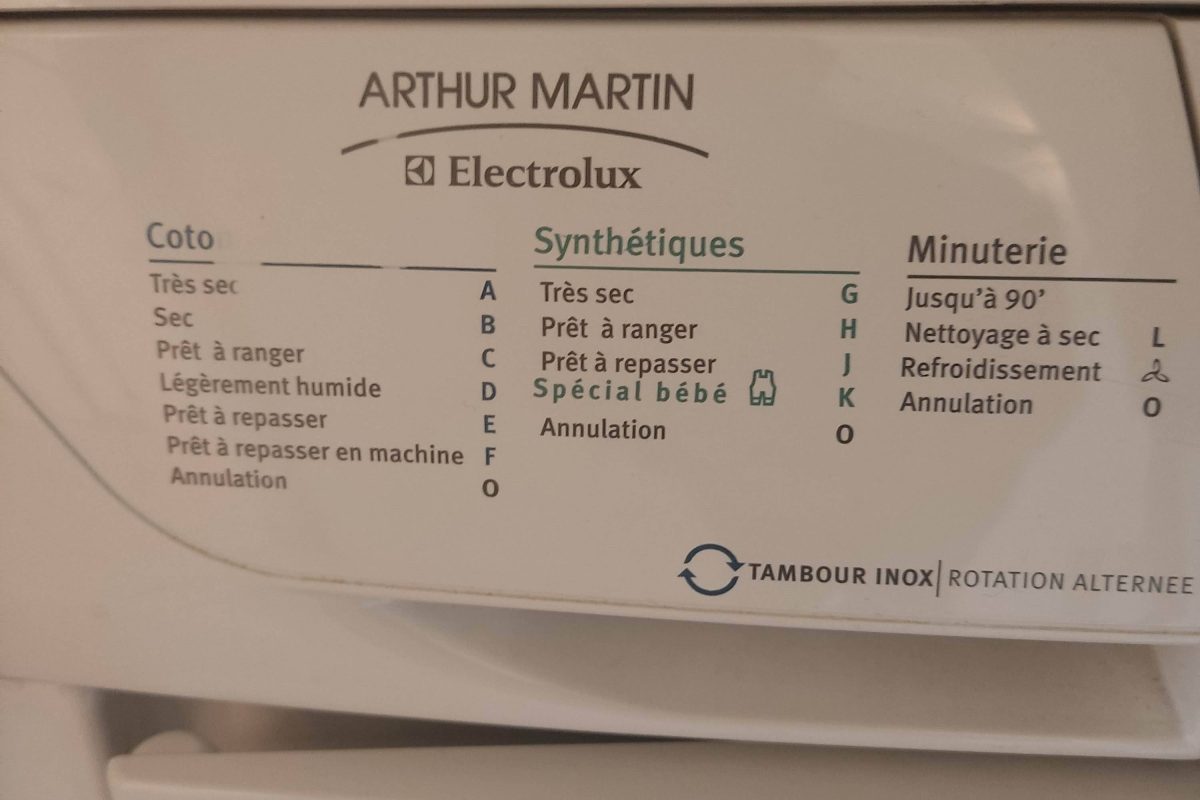 ARTHUR MARTIN
Electrolux
Coto
Très sec A
Sec B
Prêt à ranger C
Légèrement humide D
Prêt à repasser E
Prêt à repasser en machine F
Annulation O
Synthétiques
Très sec G
Prêt à ranger H
Prêt à repasser J
Spécial bébé K
Annulation O
Minuterie
Jusqu'à 90'
Nettoyage à sec L
Refroidissement
Annulation O
TAMBOUR INOX| ROTATION ALTERNEE